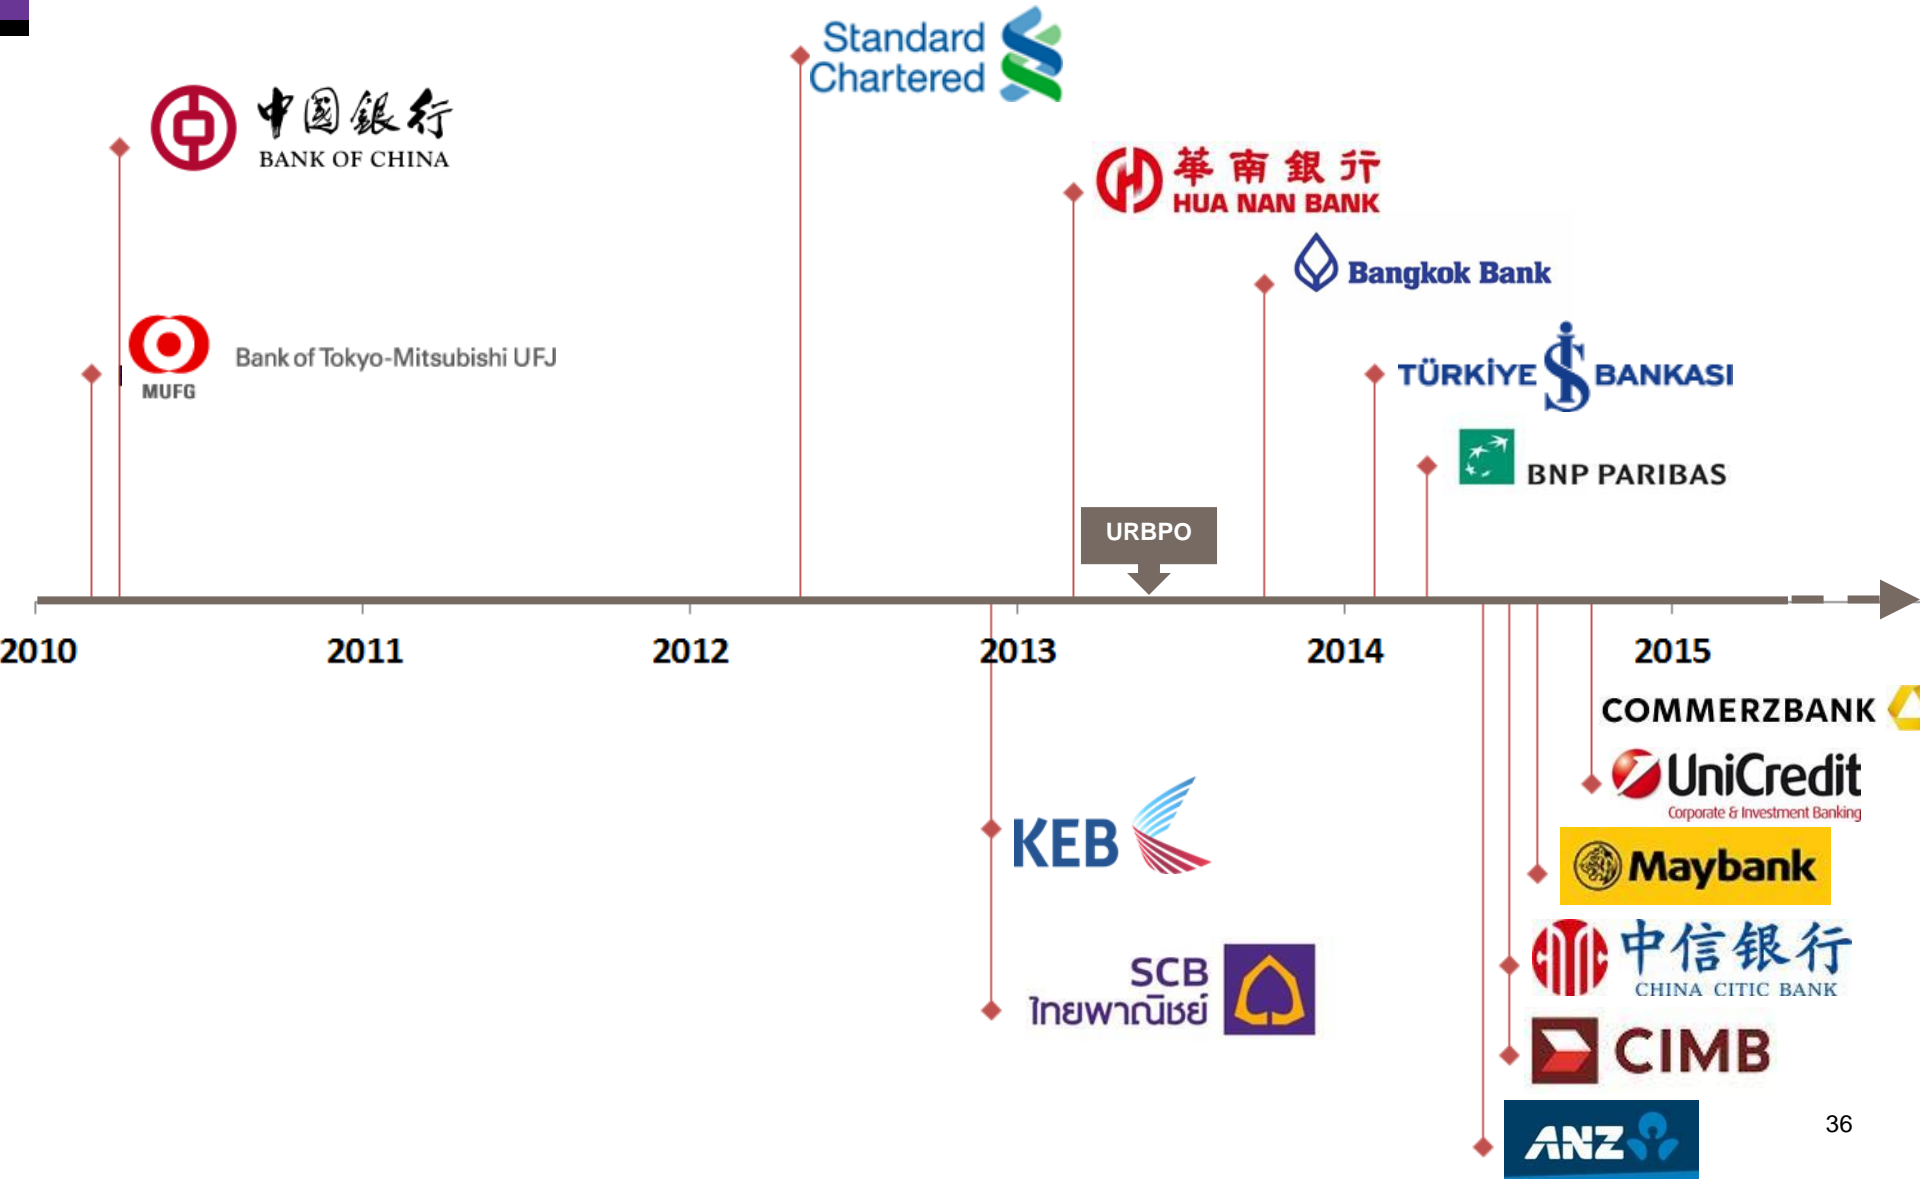 Standard
Chartered
中國銀行
BANK OF CHINA
華南銀行
HUA NAN BANK
Bangkok Bank
MUFG
Bank of Tokyo-Mitsubishi UFJ
TÜRKİYE İŞ BANKASI
BNP PARIBAS
URBPO
2010
2011
2012
2013
2014
2015
COMMERZBANK
UniCredit
Corporate & Investment Banking
KEB
Maybank
中信银行
CHINA CITIC BANK
SCB
ไทยพาณิชย์
CIMB
ANZ
36